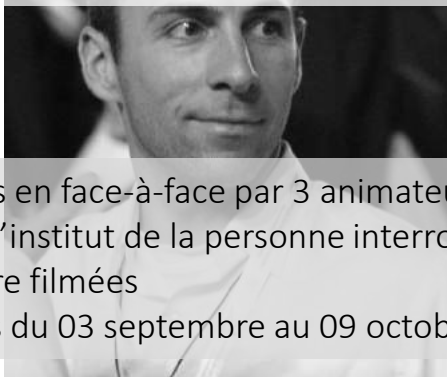 s en face-à-face par 3 animateu
l'institut de la personne interro
re filmées
s du 03 septembre au 09 octob